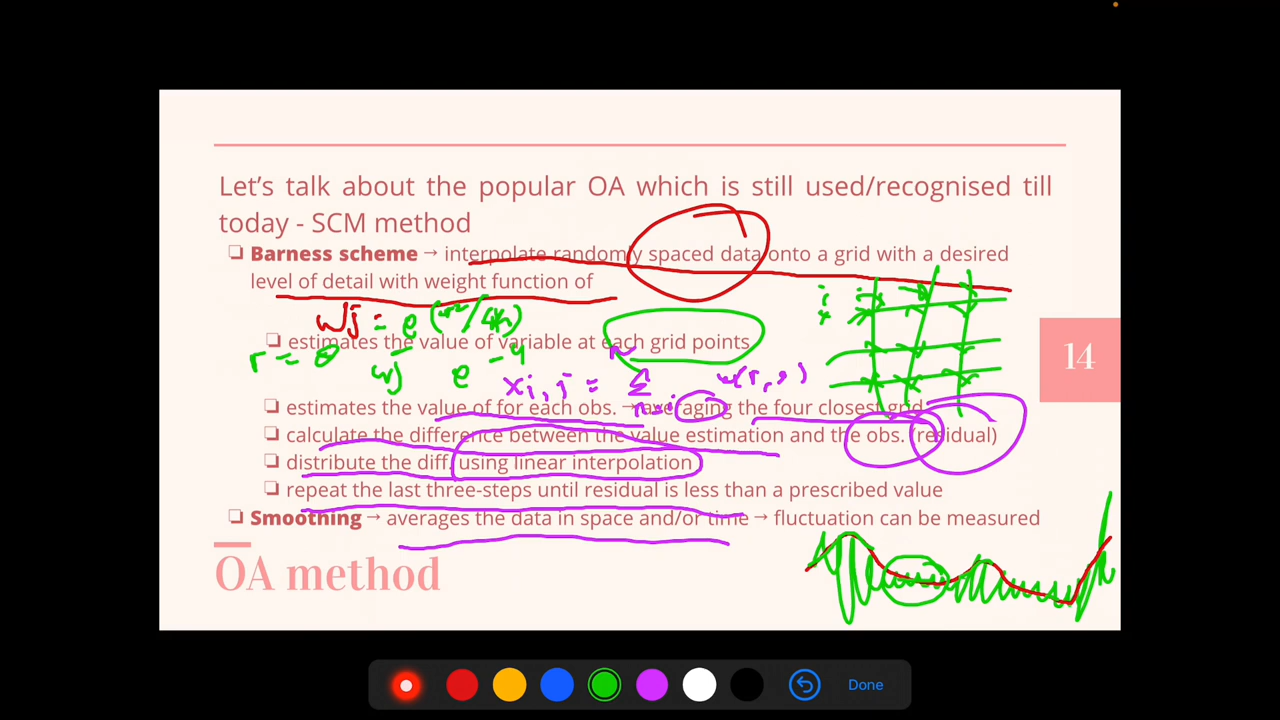 Let's talk about the popular OA which is still used/recognised till
today - SCM method
Barness scheme → interpolate randomly spaced data onto a grid with a desired
level of detail with weight function of
Wj = e
estimates the value of variable at each grid points
14
wj e
xi,j =
estimates the value of for each obs. → averaging the four closest grid
calculate the difference between the value estimation and the obs. (residual)
distribute the diff. using linear interpolation
repeat the last three-steps until residual is less than a prescribed value
Smoothing → averages the data in space and/or time → fluctuation can be measured
OA method
Done